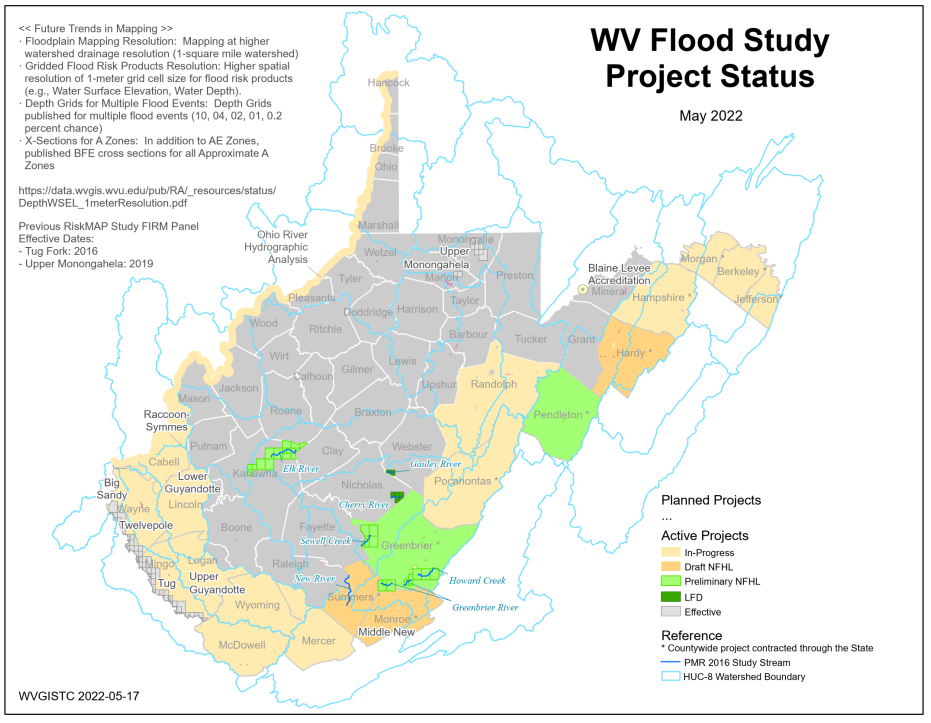 << Future Trends in Mapping >>
· Floodplain Mapping Resolution: Mapping at higher
watershed drainage resolution (1-square mile watershed)
· Gridded Flood Risk Products Resolution: Higher spatial
resolution of 1-meter grid cell size for flood risk products
(e.g., Water Surface Elevation, Water Depth).
· Depth Grids for Multiple Flood Events: Depth Grids
published for multiple flood events (10, 04, 02, 01, 0.2
percent chance)
· X-Sections for A Zones: In addition to AE Zones,
published BFE cross sections for all Approximate A
Zones
https://data.wvgis.wvu.edu/pub/RA/_resources/status/
DepthWSEL_1meterResolution.pdf
Previous RiskMAP Study FIRM Panel
Effective Dates:
- Tug Fork: 2016
- Upper Monongahela: 2019
WV Flood Study
Project Status
May 2022
Hancock
Brooke
Ohio
Marshall
Ohio River
Hydrographic
Analysis
Wetzel
Monongalia
Upper
Monongahela
Marion
Preston
Tyler
Pleasants
Doddridge
Harrison
Taylor
Blaine Levee
Accreditation
Mineral
Hampshire *
Morgan *
Berkeley *
Jefferson*
Wood
Ritchie
Barbour
Tucker
Grant
Hardy *
Wirt
Calhoun
Gilmer
Lewis
Upshur
Randolph
Jackson
Mason
Roane
Braxton
Pendleton *
Raccoon-
Symmes
Putnam
Clay
Webster
Cabell
Kanawha
Elk River
Gauley River
Lower
Guyandotte
Nicholas
Pocahontas *
Big
Sandy
Wayne
Lincoln
Cherry River
Twelvepole
Boone
Fayette
Sewell Creek
Greenbrier *
Logan
Mingo
Raleigh
Tug
Upper
Guyandotte
New River
Howard Creek
Summers *
Greenbrier River
Wyoming
Monroe *
Middle New
McDowell
Mercer
Planned Projects
...
Active Projects
In-Progress
Draft NFHL
Preliminary NFHL
LFD
Effective
Reference
* Countywide project contracted through the State
PMR 2016 Study Stream
HUC-8 Watershed Boundary
WVGISTC 2022-05-17